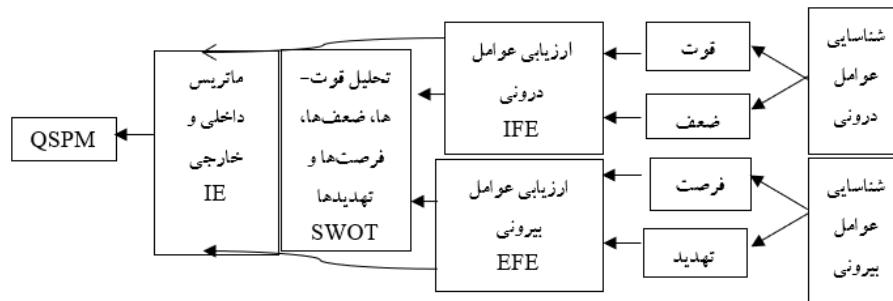 شناسایی
عوامل
درونی
قوت
ضعف
ارزیابی عوامل
درونی
IFE
تحلیل قوت-
ها، ضعف‌ها،
فرصت‌ها و
تهدیدها
SWOT
ماتریس
داخلی و
خارجی
IE
QSPM
شناسایی
عوامل
بیرونی
فرصت
تهدید
ارزیابی عوامل
بیرونی
EFE